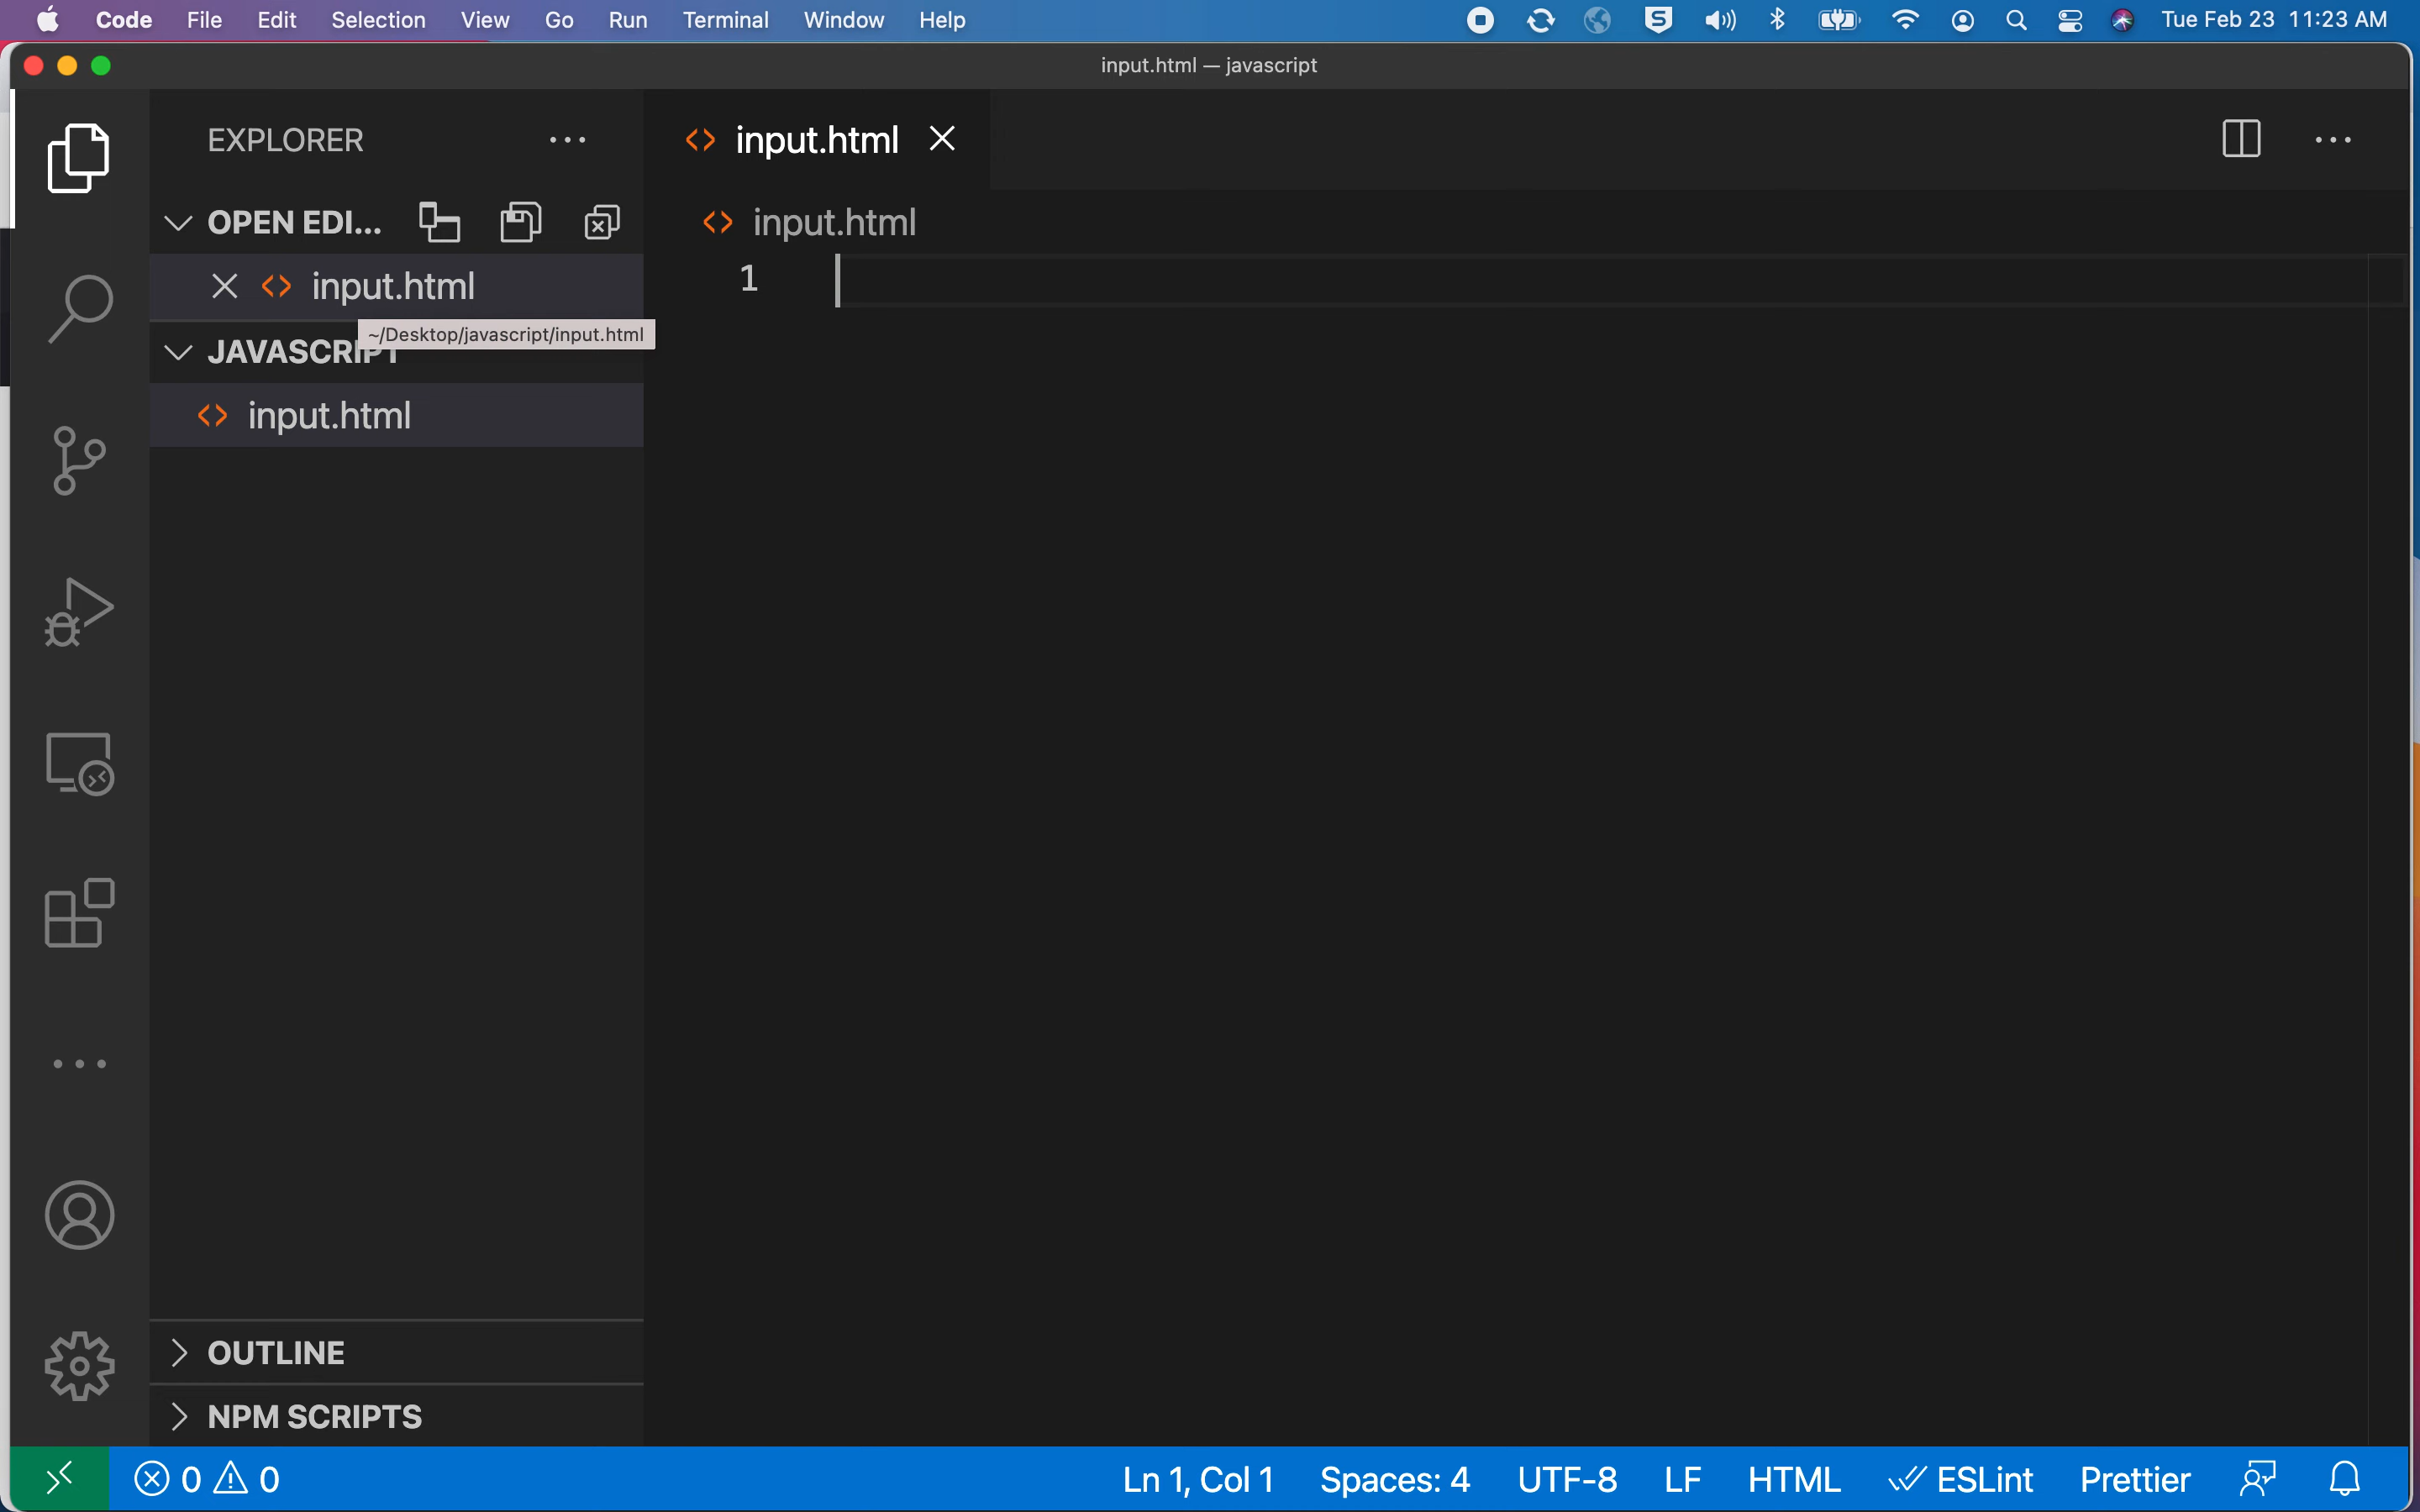 Code File Edit Selection View Go Run Terminal Window Help Tue Feb 23 11:23 AM
input.html — javascript
EXPLORER
input.html
OPEN EDI...
input.html
1
input.html
~/Desktop/javascript/input.html
JAVASCRIPT
input.html
OUTLINE
NPM SCRIPTS
0 0 Ln 1, Col 1 Spaces: 4 UTF-8 LF HTML ESLint Prettier